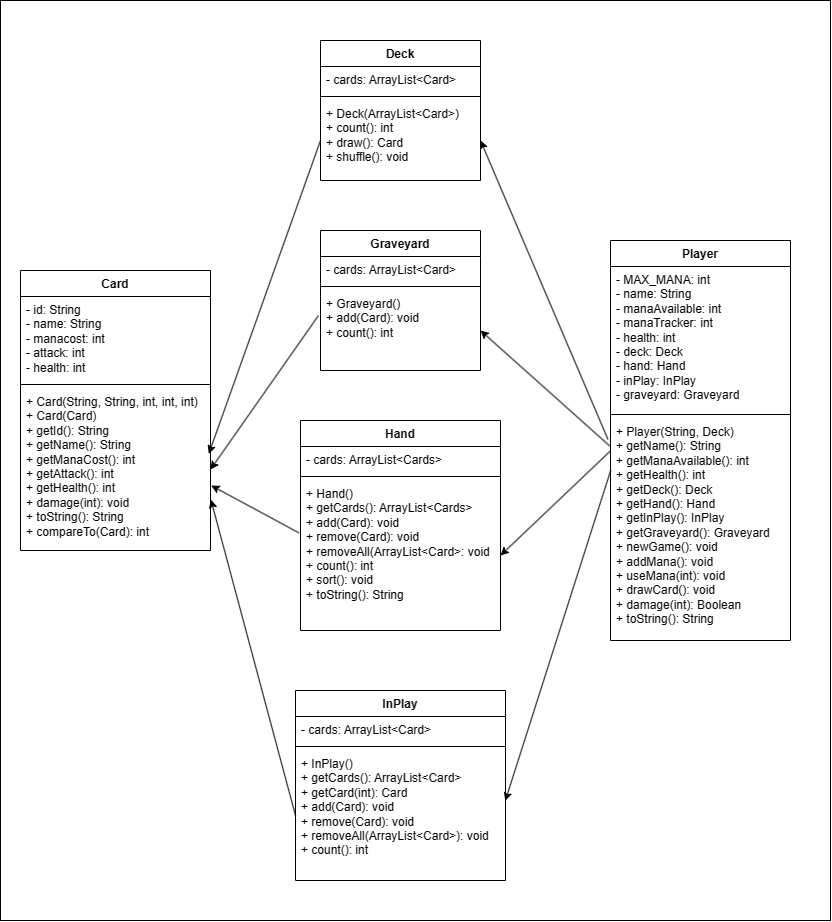 Deck
- cards: ArrayList<Card>
+ Deck(ArrayList<Card>)
+ count(): int
+ draw(): Card
+ shuffle(): void
Graveyard
- cards: ArrayList<Card>
+ Graveyard()
+ add(Card): void
+ count(): int
Card
- id: String
- name: String
- manacost: int
- attack: int
- health: int
+ Card(String, String, int, int, int)
+ Card(Card)
+ getId(): String
+ getName(): String
+ getManaCost(): int
+ getAttack(): int
+ getHealth(): int
+ damage(int): void
+ toString(): String
+ compareTo(Card): int
Hand
- cards: ArrayList<Cards>
+ Hand()
+ getCards(): ArrayList<Cards>
+ add(Card): void
+ remove(Card): void
+ removeAll(ArrayList<Card>: void
+ count(): int
+ sort(): void
+ toString(): String
InPlay
- cards: ArrayList<Card>
+ InPlay()
+ getCards(): ArrayList<Card>
+ getCard(int): Card
+ add(Card): void
+ remove(Card): void
+ removeAll(ArrayList<Card>): void
+ count(): int
Player
- MAX_MANA: int
- name: String
- manaAvailable: int
- manaTracker: int
- health: int
- deck: Deck
- hand: Hand
- inPlay: InPlay
- graveyard: Graveyard
+ Player(String, Deck)
+ getName(): String
+ getManaAvailable(): int
+ getHealth(): int
+ getDeck(): Deck
+ getHand(): Hand
+ getInPlay(): InPlay
+ getGraveyard(): Graveyard
+ newGame(): void
+ addMana(): void
+ useMana(int): void
+ drawCard(): void
+ damage(int): Boolean
+ toString(): String